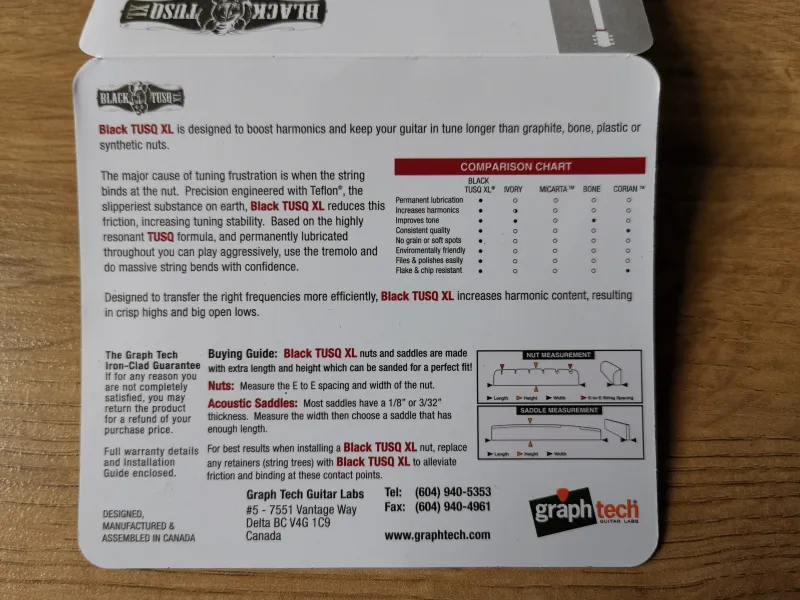 BLACK TUSQ XL
BLACK TUSQ XL
Black TUSQ XL is designed to boost harmonics and keep your guitar in tune longer than graphite, bone, plastic or
synthetic nuts.
The major cause of tuning frustration is when the string
binds at the nut. Precision engineered with Teflon®, the
slipperiest substance on earth, Black TUSQ XL reduces this
friction, increasing tuning stability. Based on the highly
resonant TUSQ formula, and permanently lubricated
throughout you can play aggressively, use the tremolo and
do massive string bends with confidence.
COMPARISON CHART
BLACK
TUSQ XL® IVORY MICARTA™ BONE CORIAN™
Permanent lubrication ● ○ ○ ○ ○
Increases harmonics ● ◑ ○ ○ ○
Improves tone ● ● ○ ● ○
Consistent quality ● ○ ○ ○ ●
No grain or soft spots ● ○ ○ ○ ○
Enviromentally friendly ● ○ ○ ○ ○
Files & polishes easily ● ○ ○ ○ ○
Flake & chip resistant ● ○ ○ ○ ●
Designed to transfer the right frequencies more efficiently, Black TUSQ XL increases harmonic content, resulting
in crisp highs and big open lows.
The Graph Tech
Iron-Clad Guarantee
If for any reason you
are not completely
satisfied, you may
return the product
for a refund of your
purchase price.
Full warranty details
and Installation
Guide enclosed.
Buying Guide: Black TUSQ XL nuts and saddles are made
with extra length and height which can be sanded for a perfect fit!
Nuts: Measure the E to E spacing and width of the nut.
Acoustic Saddles: Most saddles have a 1/8" or 3/32"
thickness. Measure the width then choose a saddle that has
enough length.
For best results when installing a Black TUSQ XL nut, replace
any retainers (string trees) with Black TUSQ XL to alleviate
friction and binding at these contact points.
NUT MEASUREMENT
Length Height Width E-to-E String Spacing
SADDLE MEASUREMENT
Length Height Width
DESIGNED,
MANUFACTURED &
ASSEMBLED IN CANADA
Graph Tech Guitar Labs
#5 - 7551 Vantage Way
Delta BC V4G 1C9
Canada
Tel: (604) 940-5353
Fax: (604) 940-4961
www.graphtech.com
graphtech®
GUITAR LABS